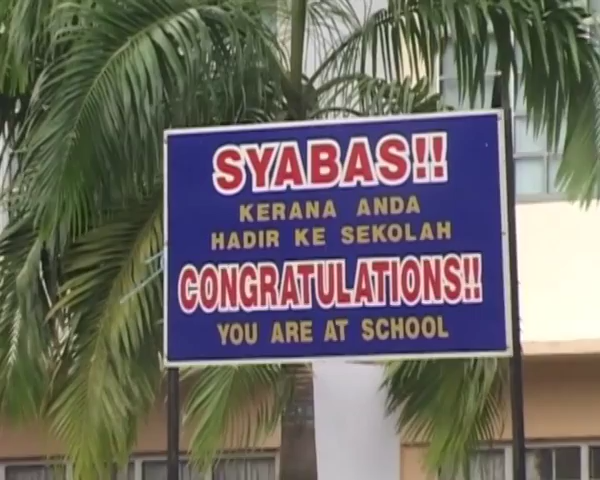 SYABAS!!
KERANA ANDA
HADIR KE SEKOLAH
CONGRATULATIONS!!
YOU ARE AT SCHOOL